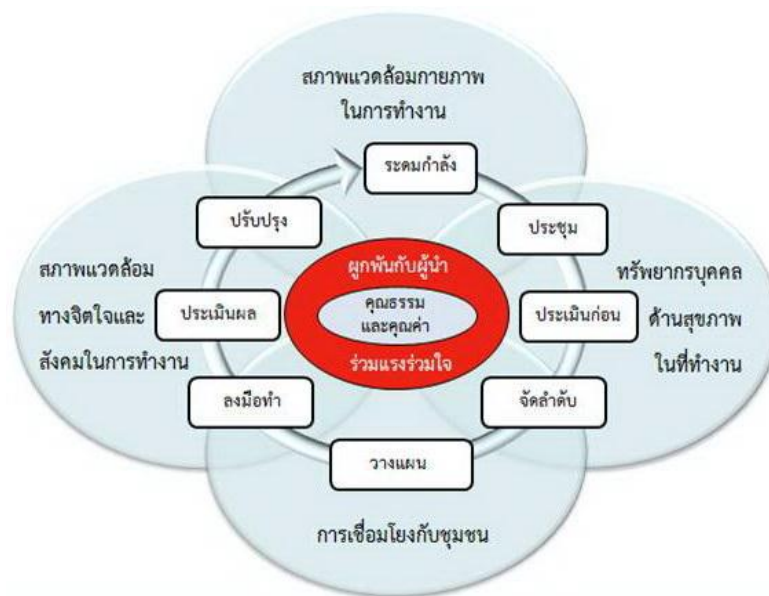 สภาพแวดล้อมกายภาพ
ในการทำงาน
ระดมกำลัง
ปรับปรุง
ประชุม
สภาพแวดล้อม
ทางจิตใจและ
สังคมในการทำงาน
ผูกพันกับผู้นำ
คุณธรรม
และคุณค่า
ร่วมแรงร่วมใจ
ทรัพยากรบุคคล
ด้านสุขภาพ
ในที่ทำงาน
ประเมินผล
ประเมินก่อน
ลงมือทำ
จัดลำดับ
วางแผน
การเชื่อมโยงกับชุมชน